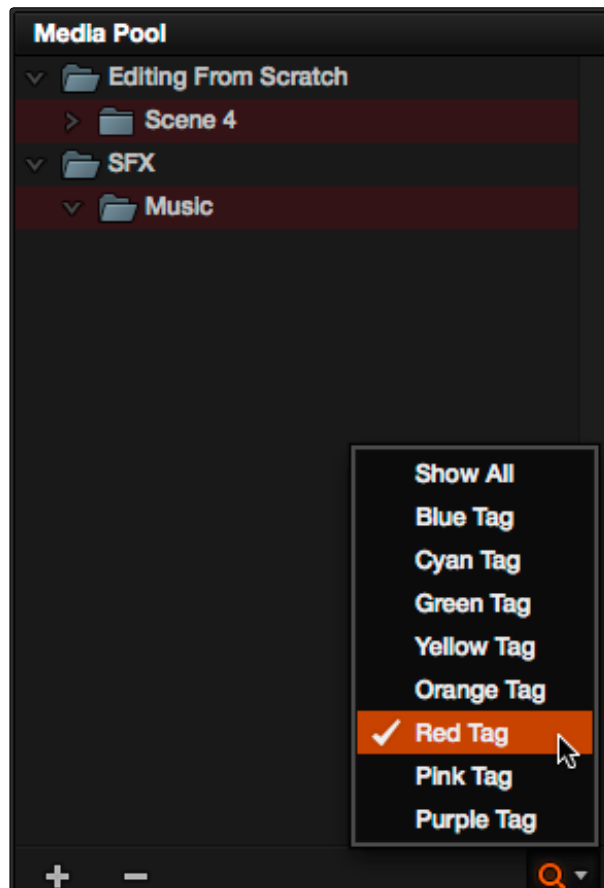 Media Pool
Editing From Scratch
Scene 4
SFX
Music
Show All
Blue Tag
Cyan Tag
Green Tag
Yellow Tag
Orange Tag
Red Tag
Pink Tag
Purple Tag